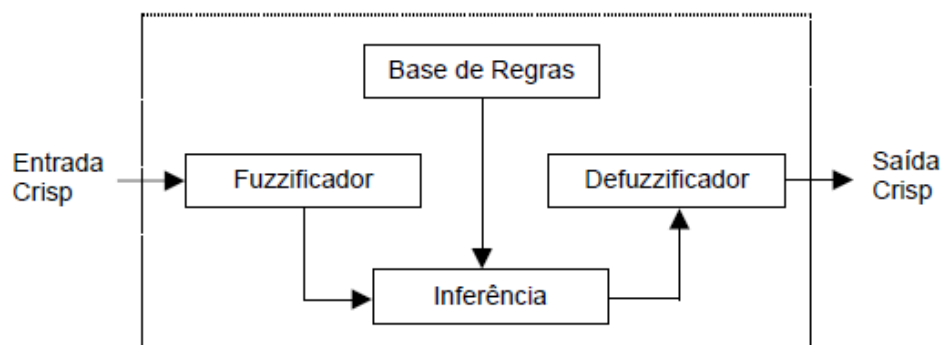 Base de Regras
Entrada
Crisp
Fuzzificador
Defuzzificador
Saída
Crisp
Inferência